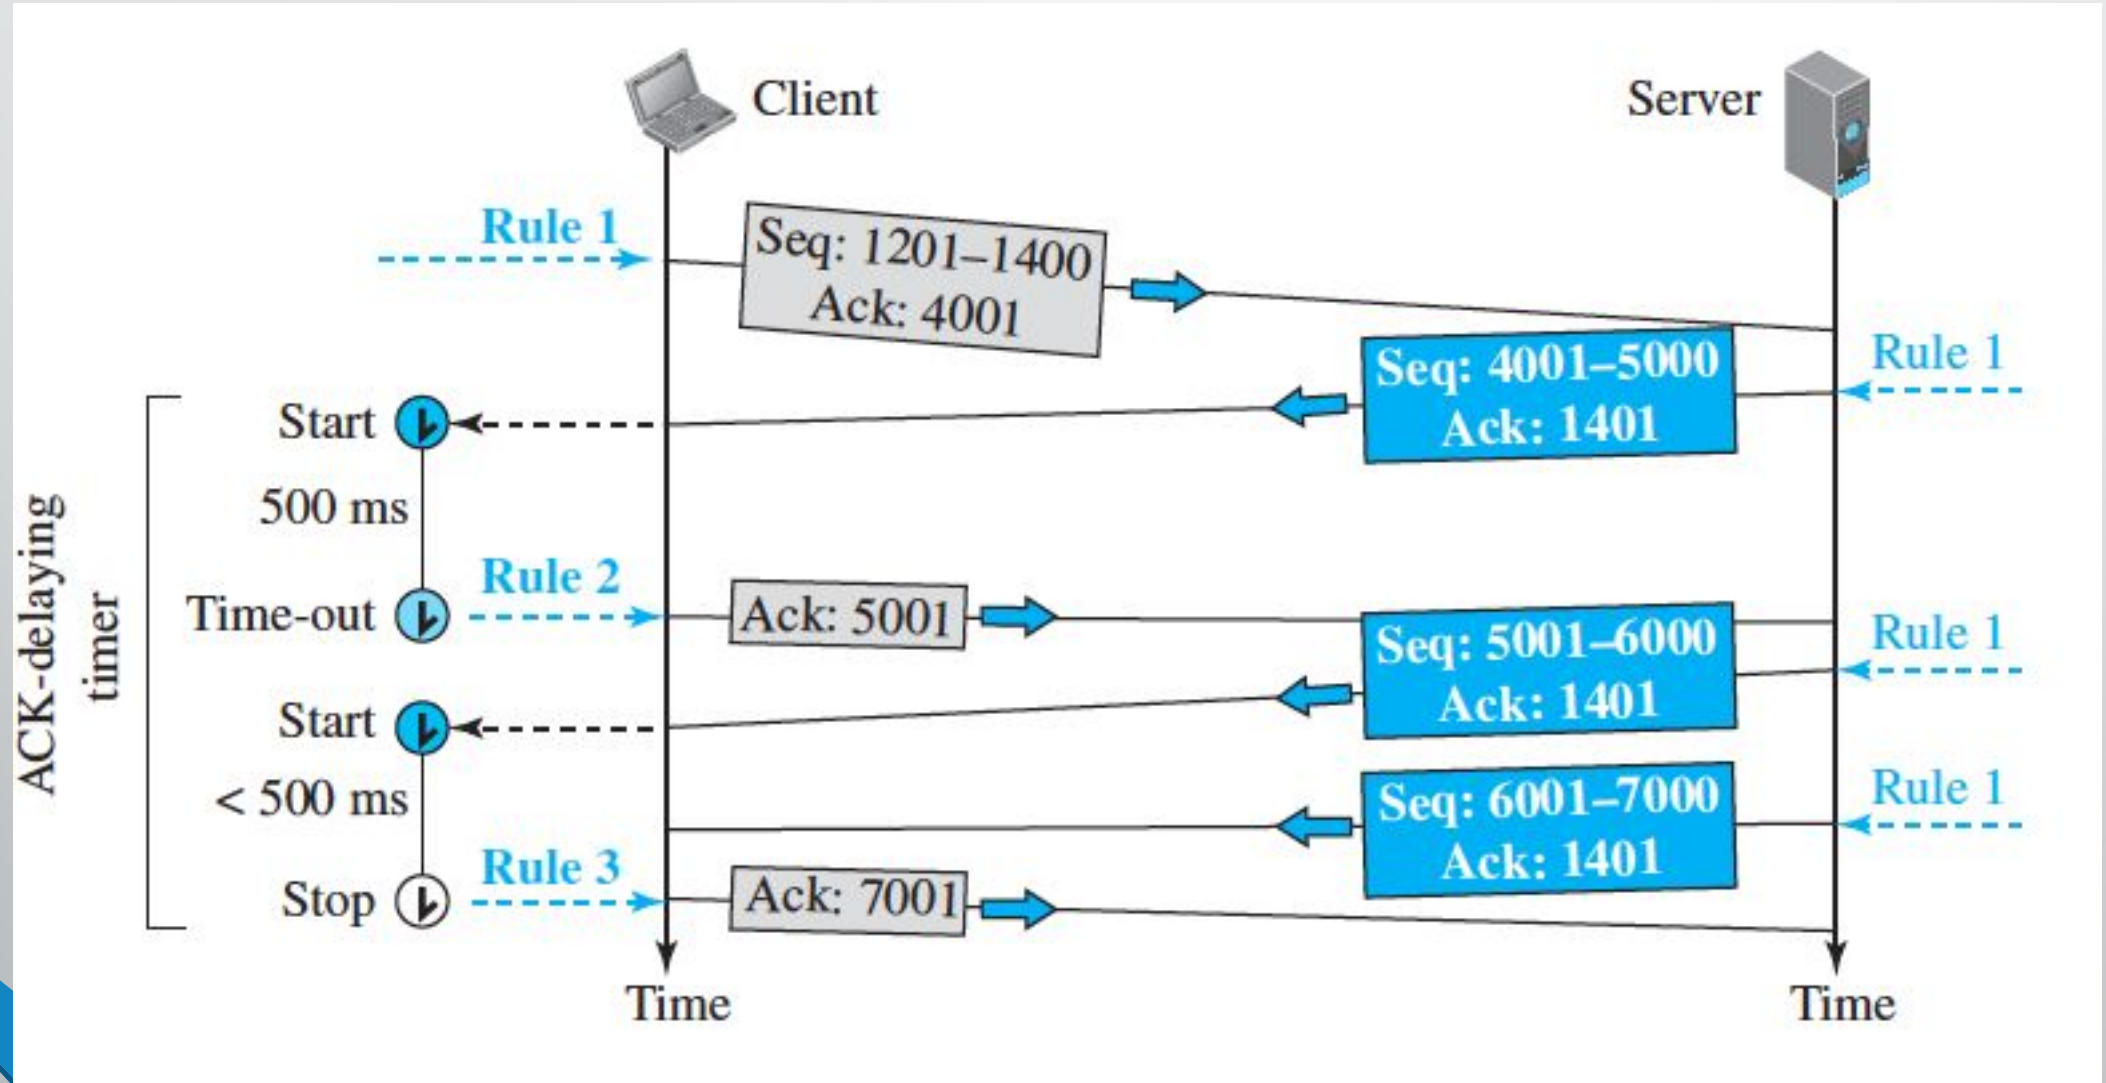 Client
Server
Rule 1
Seq: 1201–1400
Ack: 4001
Rule 1
Seq: 4001–5000
Ack: 1401
Start
500 ms
Rule 2
Time-out
Ack: 5001
Rule 1
Seq: 5001–6000
Ack: 1401
Start
< 500 ms
Rule 1
Seq: 6001–7000
Ack: 1401
Rule 3
Stop
Ack: 7001
ACK-delaying
timer
Time
Time